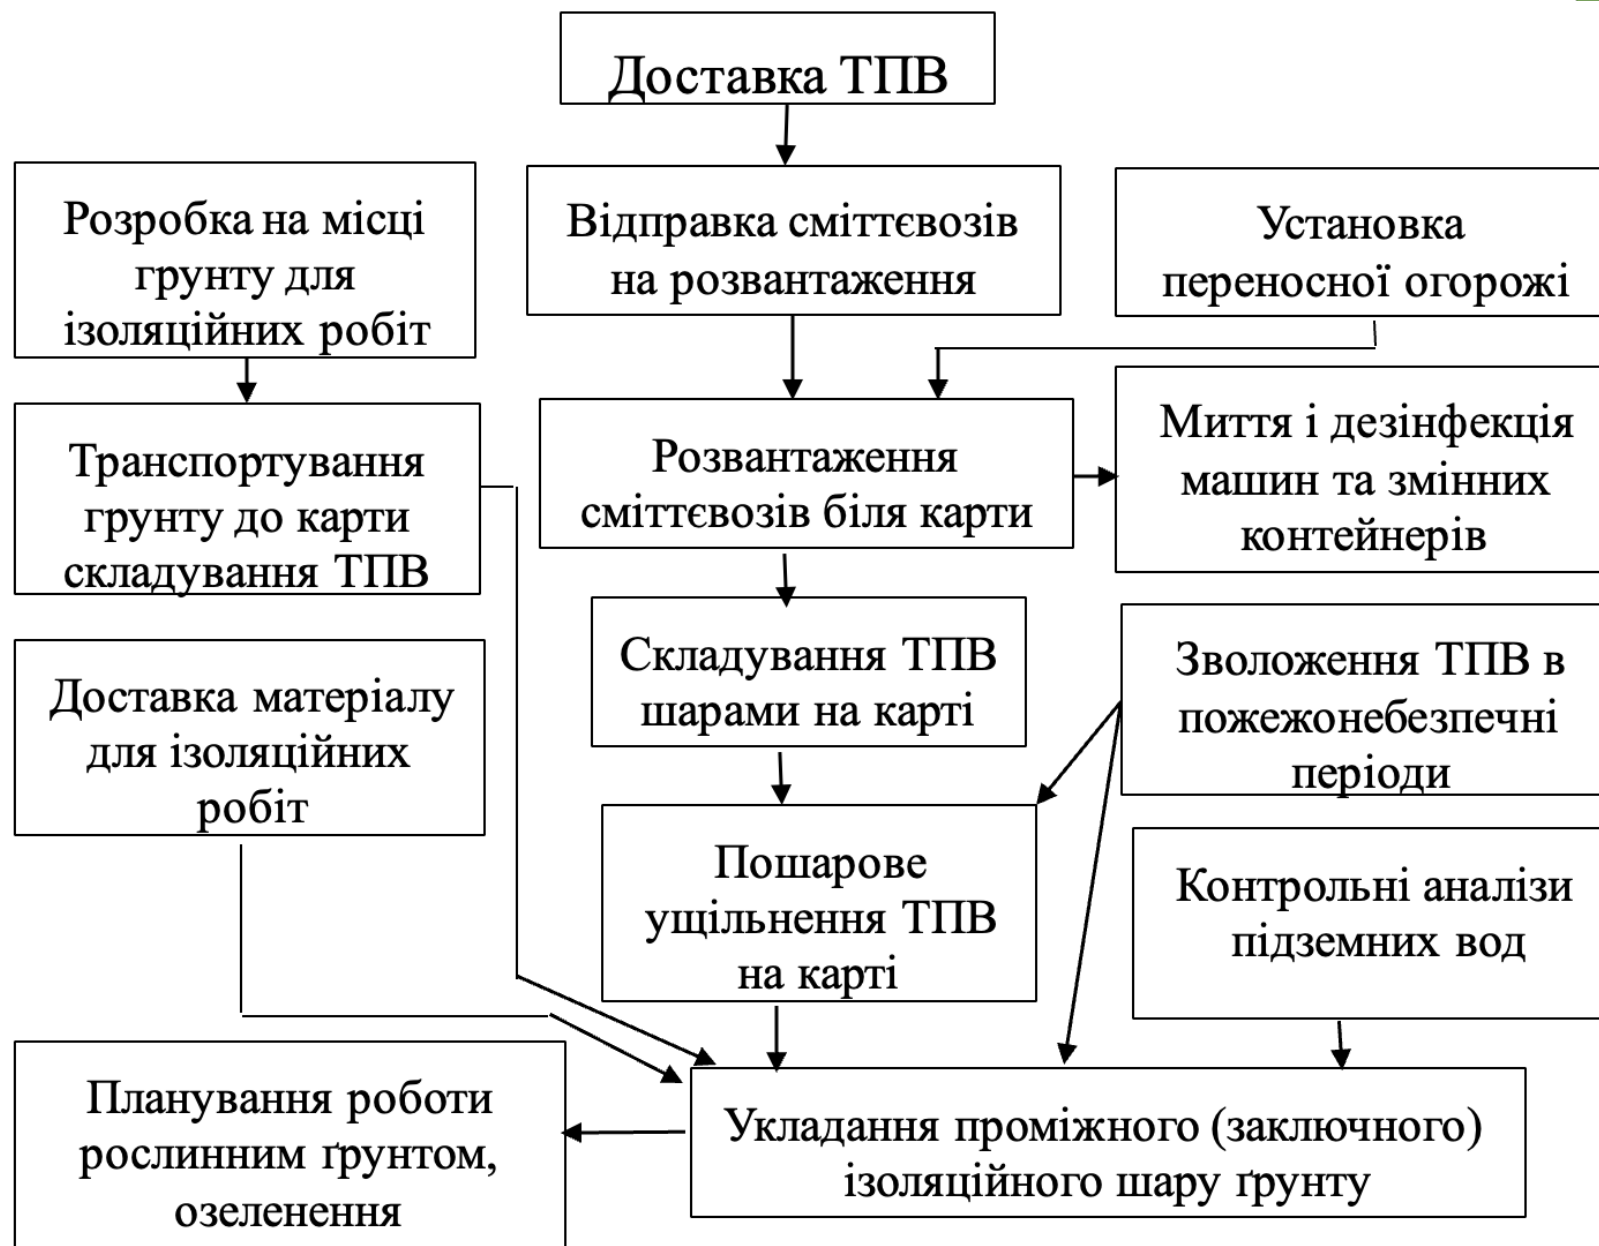 Доставка ТПВ
Розробка на місці
грунту для
ізоляційних робіт
Відправка сміттєвозів
на розвантаження
Установка
переносної огорожі
Транспортування
грунту до карти
складування ТПВ
Розвантаження
сміттєвозів біля карти
Миття і дезінфекція
машин та змінних
контейнерів
Доставка матеріалу
для ізоляційних
робіт
Складування ТПВ
шарами на карті
Зволоження ТПВ в
пожежонебезпечні
періоди
Пошарове
ущільнення ТПВ
на карті
Контрольні аналізи
підземних вод
Планування роботи
рослинним ґрунтом,
озеленення
Укладання проміжного (заключного)
ізоляційного шару ґрунту